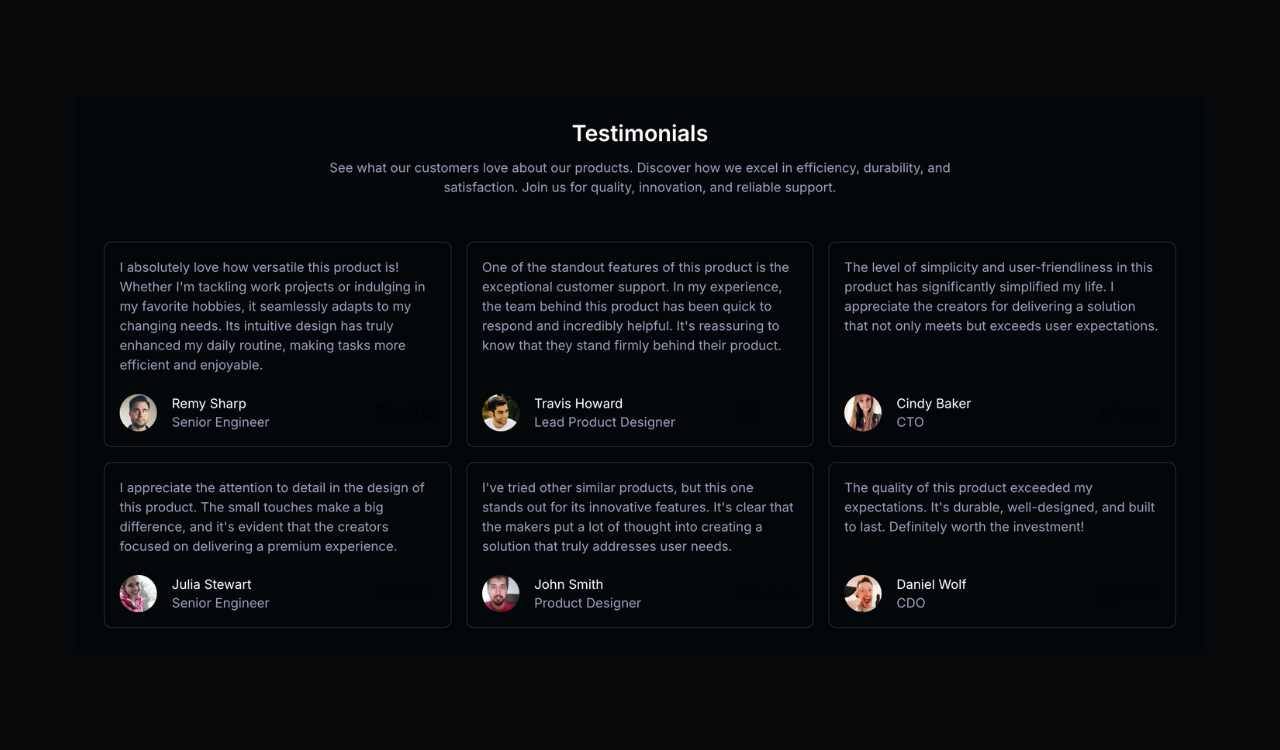 Testimonials
See what our customers love about our products. Discover how we excel in efficiency, durability, and
satisfaction. Join us for quality, innovation, and reliable support.
I absolutely love how versatile this product is!
Whether I'm tackling work projects or indulging in
my favorite hobbies, it seamlessly adapts to my
changing needs. Its intuitive design has truly
enhanced my daily routine, making tasks more
efficient and enjoyable.
Remy Sharp
Senior Engineer
One of the standout features of this product is the
exceptional customer support. In my experience,
the team behind this product has been quick to
respond and incredibly helpful. It's reassuring to
know that they stand firmly behind their product.
Travis Howard
Lead Product Designer
The level of simplicity and user-friendliness in this
product has significantly simplified my life. I
appreciate the creators for delivering a solution
that not only meets but exceeds user expectations.
Cindy Baker
CTO
I appreciate the attention to detail in the design of
this product. The small touches make a big
difference, and it's evident that the creators
focused on delivering a premium experience.
Julia Stewart
Senior Engineer
I've tried other similar products, but this one
stands out for its innovative features. It's clear that
the makers put a lot of thought into creating a
solution that truly addresses user needs.
John Smith
Product Designer
The quality of this product exceeded my
expectations. It's durable, well-designed, and built
to last. Definitely worth the investment!
Daniel Wolf
CDO